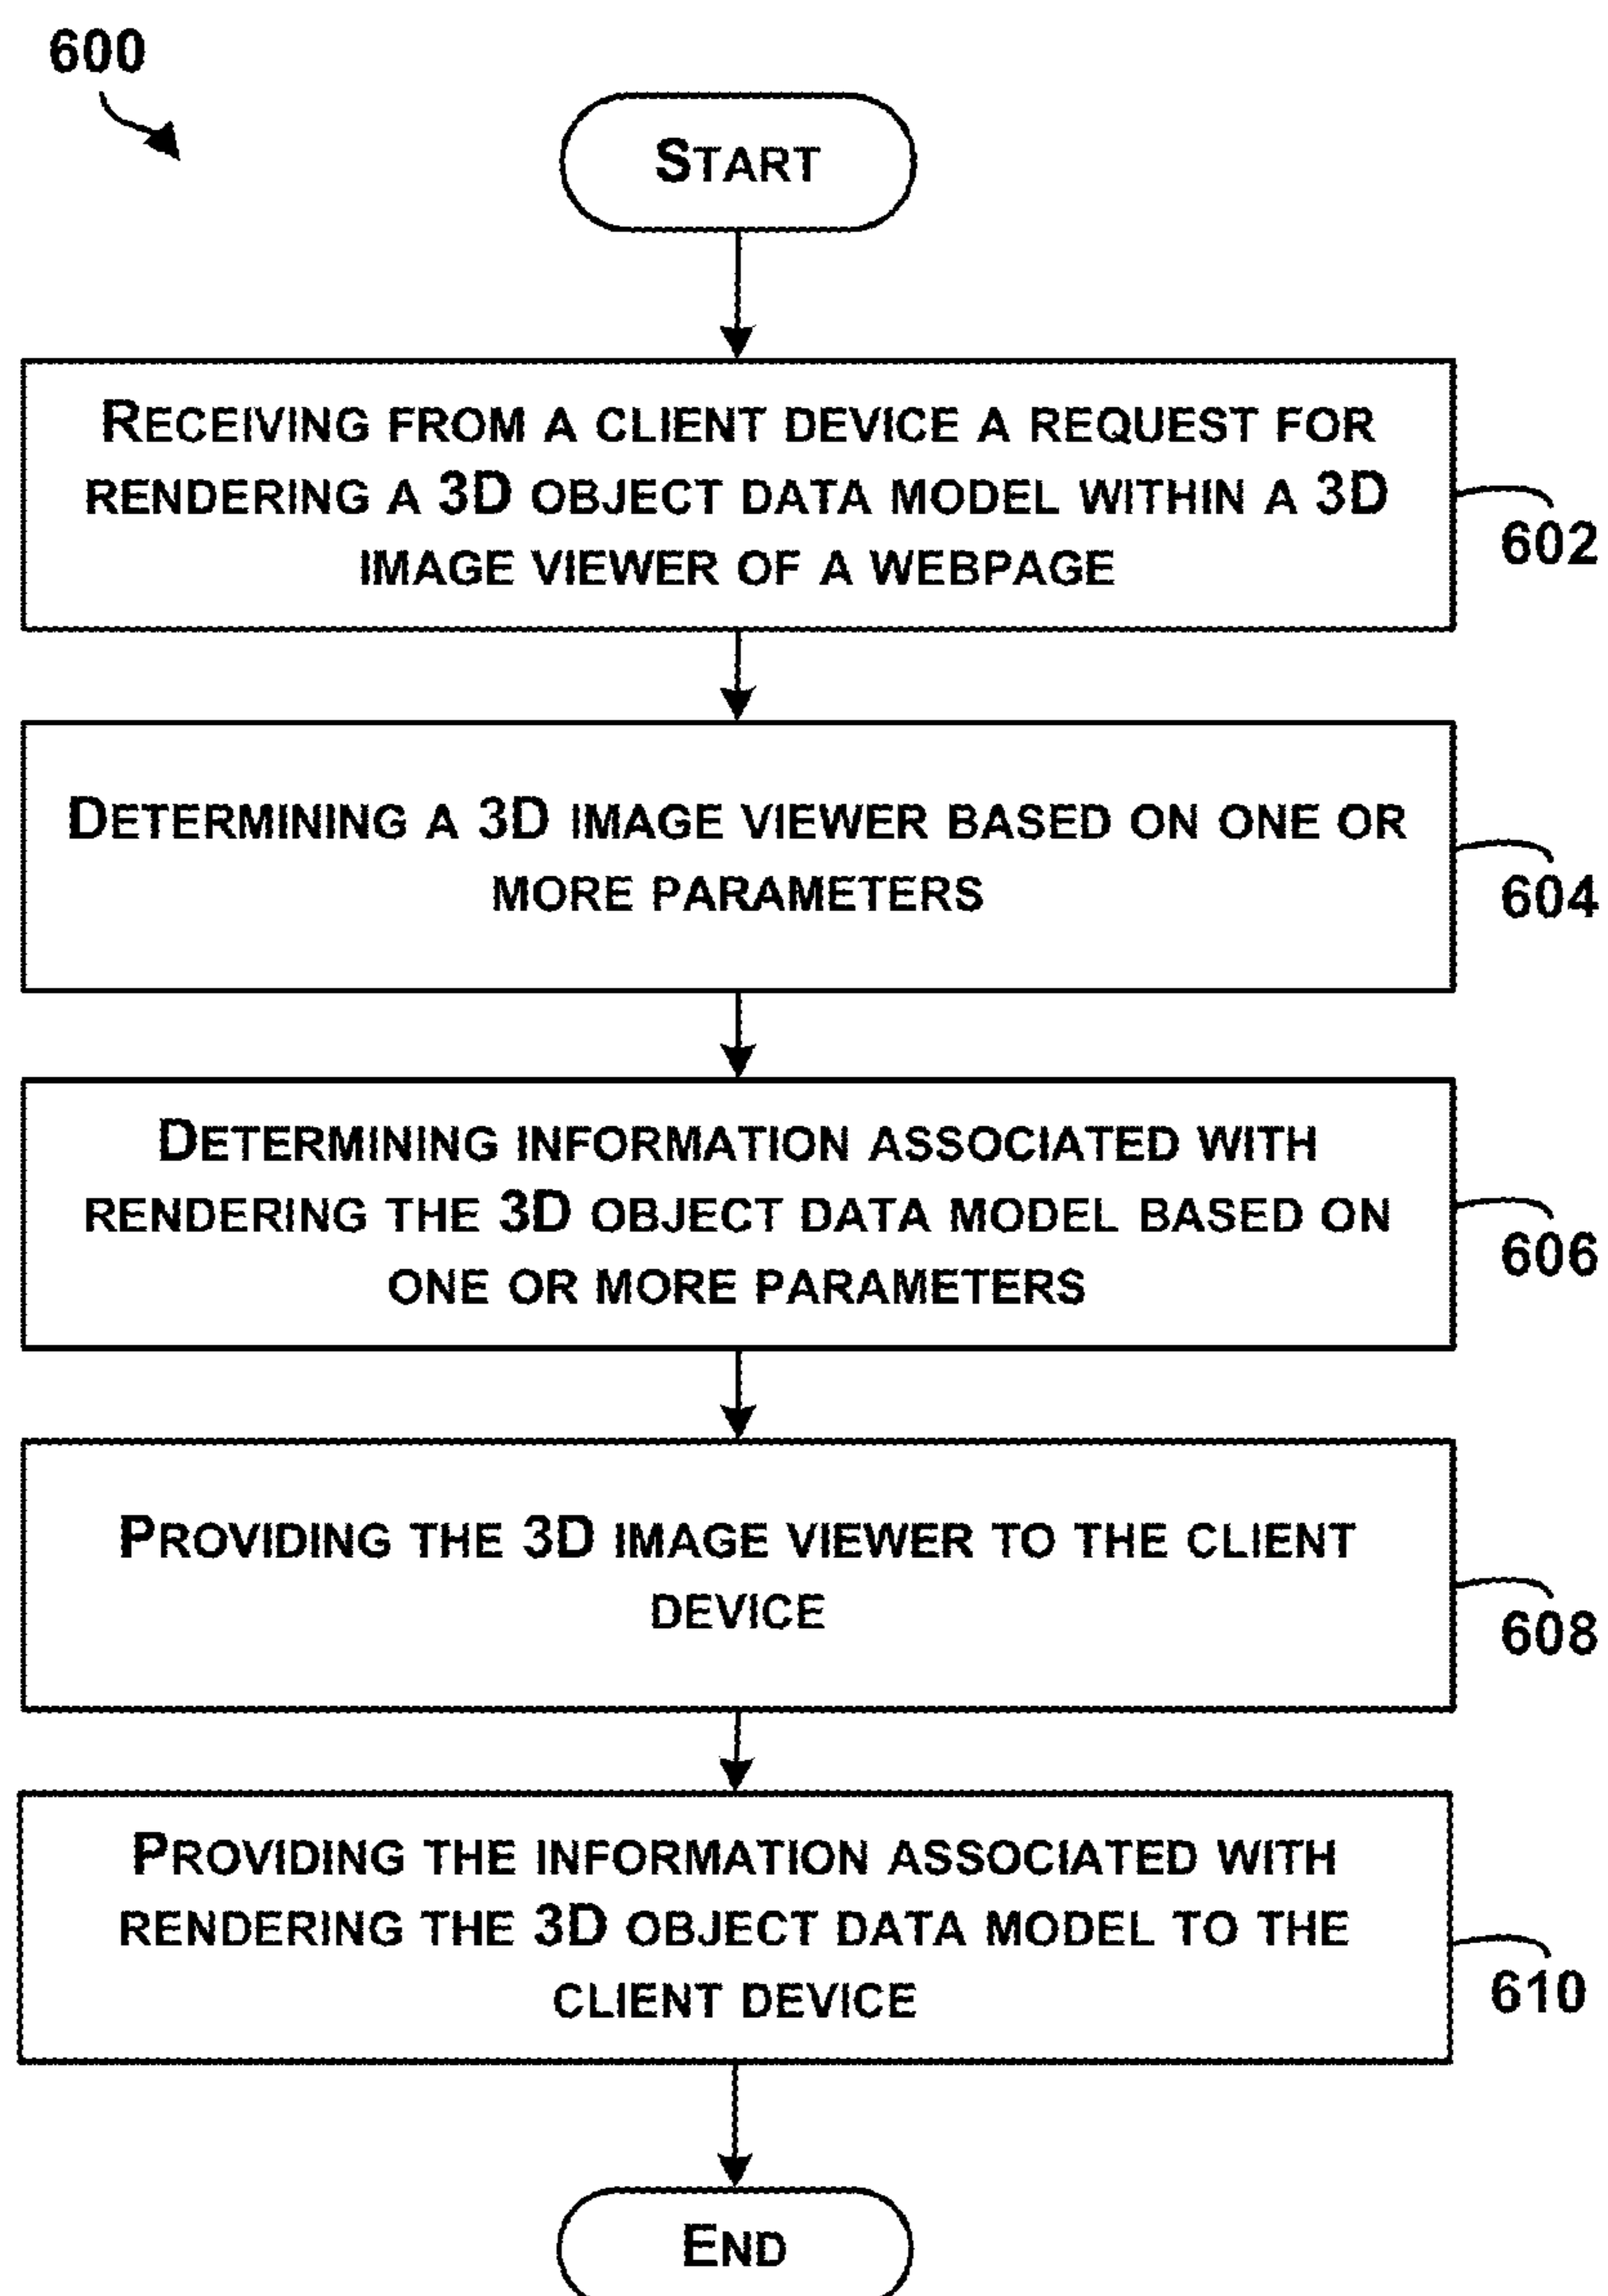 600
START
RECEIVING FROM A CLIENT DEVICE A REQUEST FOR
RENDERING A 3D OBJECT DATA MODEL WITHIN A 3D
IMAGE VIEWER OF A WEBPAGE
602
DETERMINING A 3D IMAGE VIEWER BASED ON ONE OR
MORE PARAMETERS
604
DETERMINING INFORMATION ASSOCIATED WITH
RENDERING THE 3D OBJECT DATA MODEL BASED ON
ONE OR MORE PARAMETERS
606
PROVIDING THE 3D IMAGE VIEWER TO THE CLIENT
DEVICE
608
PROVIDING THE INFORMATION ASSOCIATED WITH
RENDERING THE 3D OBJECT DATA MODEL TO THE
CLIENT DEVICE
610
END